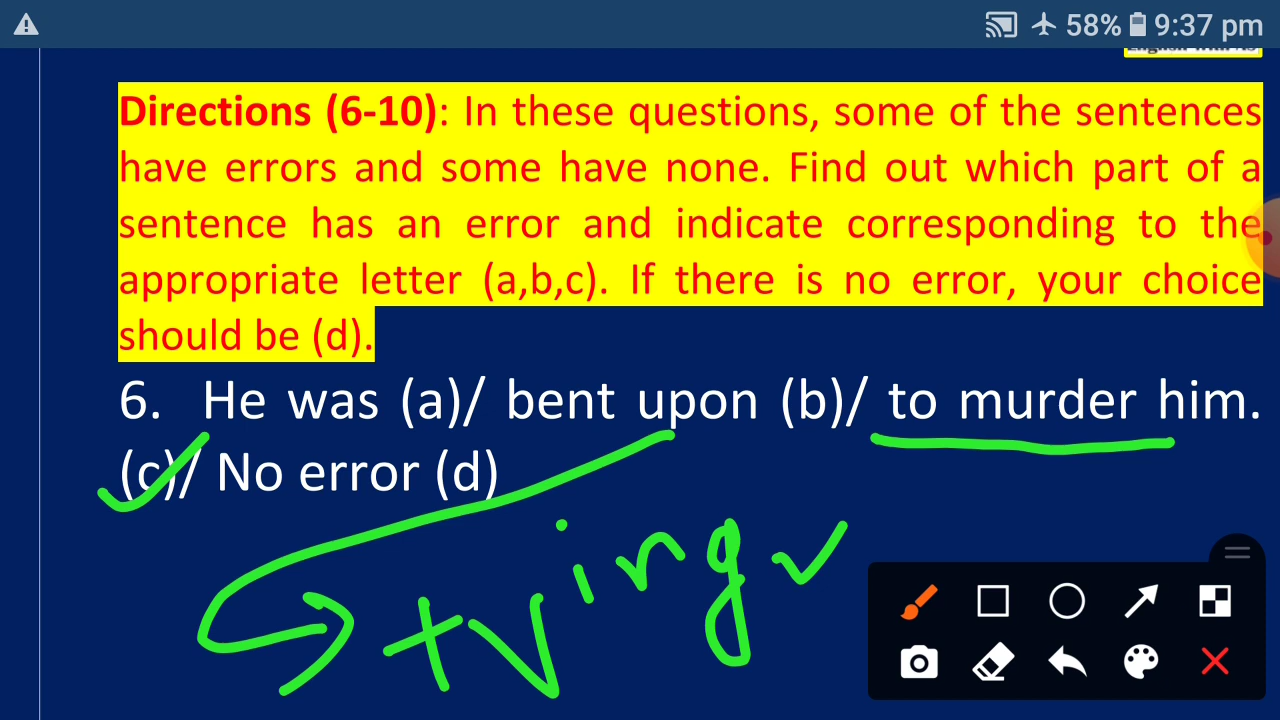 58% 9:37 pm
Directions (6-10): In these questions, some of the sentences
have errors and some have none. Find out which part of a
sentence has an error and indicate corresponding to the
appropriate letter (a,b,c). If there is no error, your choice
should be (d).
6. He was (a)/ bent upon (b)/ to murder him.
(c)/ No error (d)
+ V ing